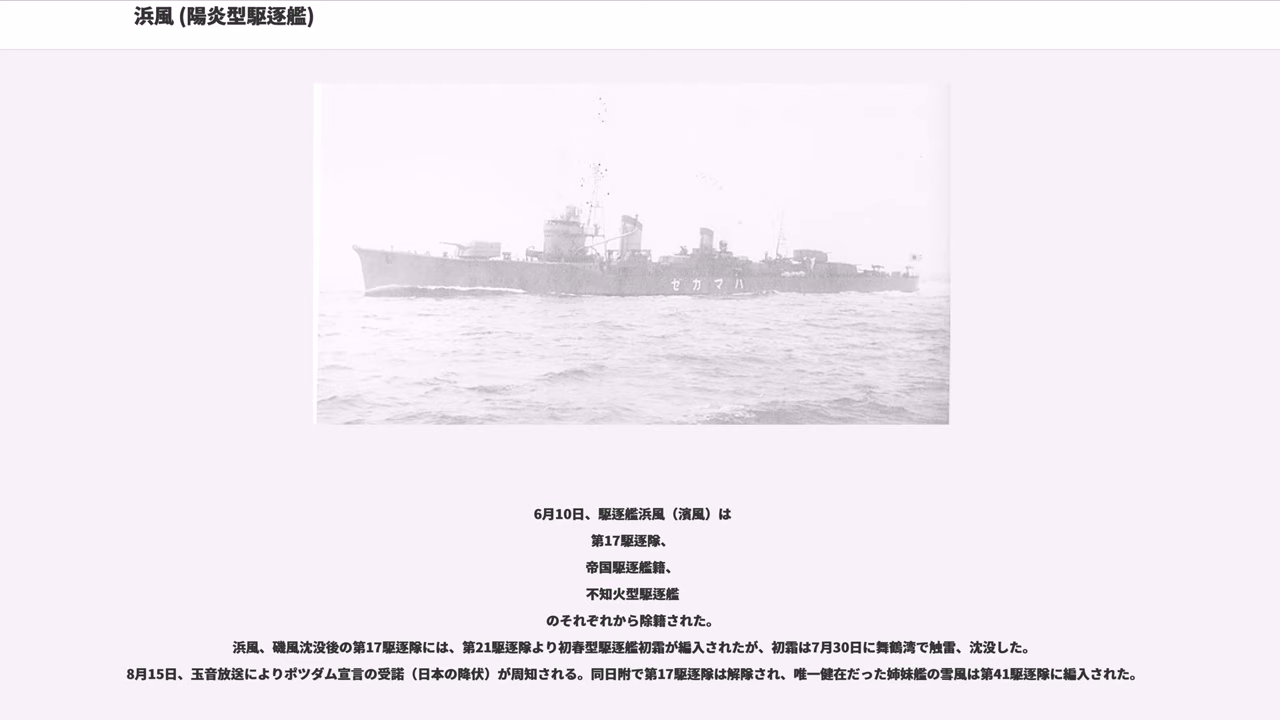 浜風 (陽炎型駆逐艦)
ゼカマハ
6月10日、駆逐艦浜風（濱風）は
第17駆逐隊、
帝国駆逐艦籍、
不知火型駆逐艦
のそれぞれから除籍された。
浜風、磯風沈没後の第17駆逐隊には、第21駆逐隊より初春型駆逐艦初霜が編入されたが、初霜は7月30日に舞鶴湾で触雷、沈没した。
8月15日、玉音放送によりポツダム宣言の受諾（日本の降伏）が周知される。同日附で第17駆逐隊は解除され、唯一健在だった姉妹艦の雪風は第41駆逐隊に編入された。